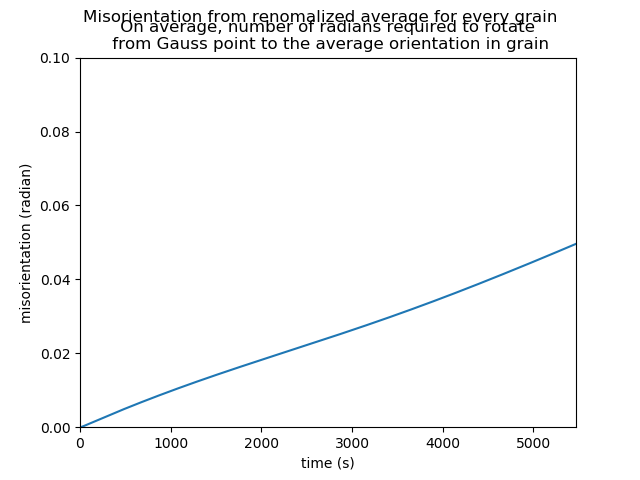 Misorientation from renomalized average for every grain
On average, number of radians required to rotate
from Gauss point to the average orientation in grain
0.10
0.08
0.06
0.04
0.02
0.00
misorientation (radian)
0 1000 2000 3000 4000 5000
time (s)